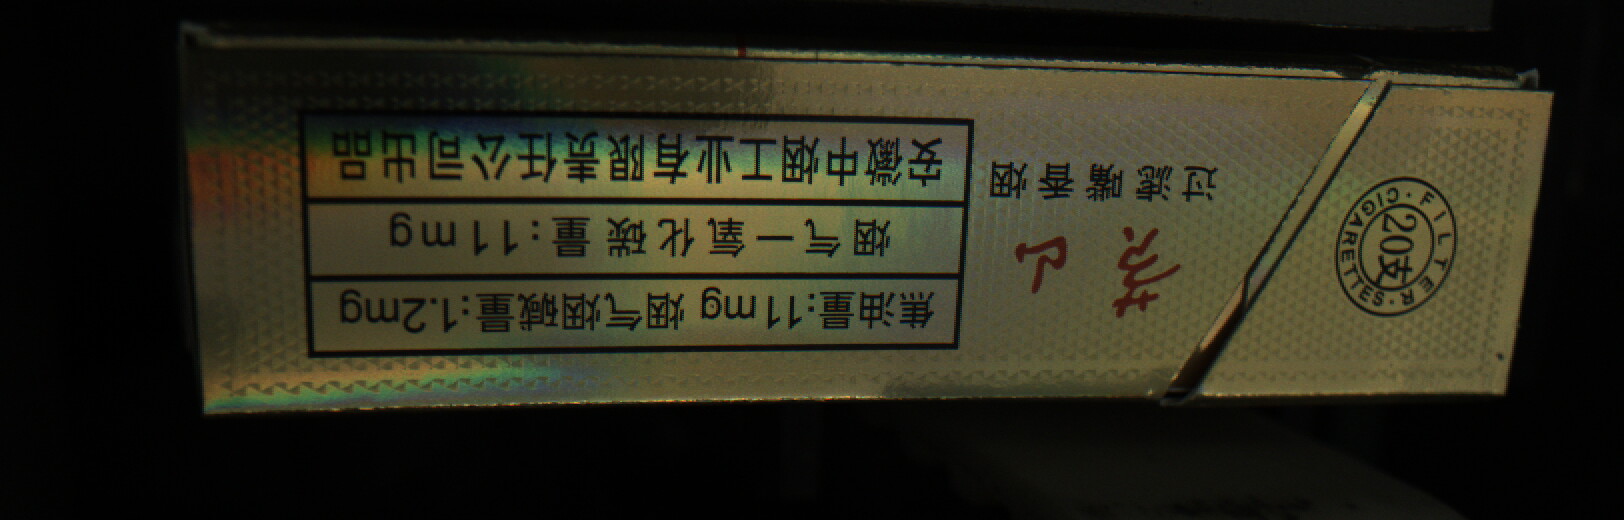 FILTER·CIGARETTES·
20支
黄山
过滤嘴香烟
焦油量:11mg 烟气烟碱量:1.2mg
烟气一氧化碳量:11mg
安徽中烟工业有限责任公司出品